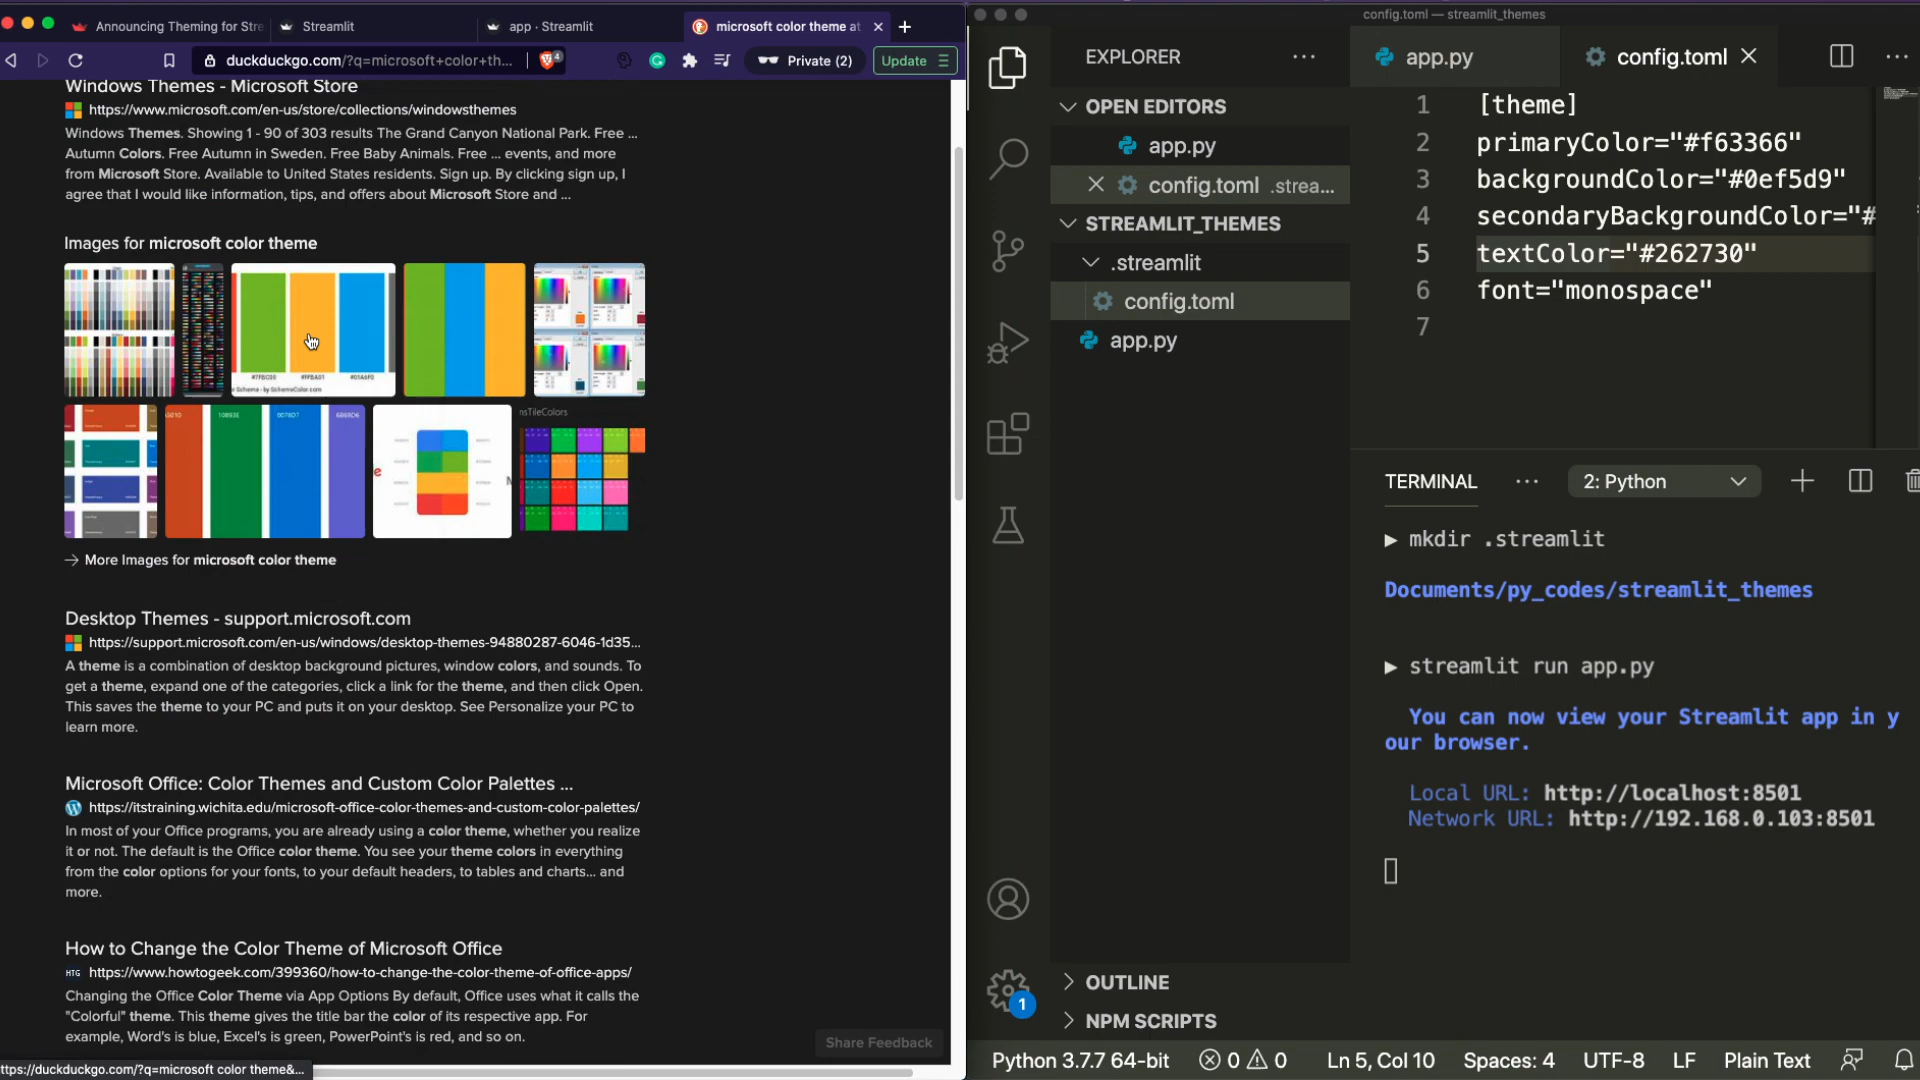 Announcing Theming for Stre
Streamlit
app · Streamlit
microsoft color theme at
duckduckgo.com/?q=microsoft+color+th...
4
Private (2)
Update
Windows Themes - Microsoft Store
https://www.microsoft.com/en-us/store/collections/windowsthemes
Windows Themes. Showing 1 - 90 of 303 results The Grand Canyon National Park. Free ...
Autumn Colors. Free Autumn in Sweden. Free Baby Animals. Free ... events, and more
from Microsoft Store. Available to United States residents. Sign up. By clicking sign up, I
agree that I would like information, tips, and offers about Microsoft Store and ...
Images for microsoft color theme
#7FBC00
#FFBA01
#01A6F0
or Scheme - by SchemeColor.com
10893E
0078D7
6B69D6
nsTileColors
e
→ More Images for microsoft color theme
Desktop Themes - support.microsoft.com
https://support.microsoft.com/en-us/windows/desktop-themes-94880287-6046-1d35...
A theme is a combination of desktop background pictures, window colors, and sounds. To
get a theme, expand one of the categories, click a link for the theme, and then click Open.
This saves the theme to your PC and puts it on your desktop. See Personalize your PC to
learn more.
Microsoft Office: Color Themes and Custom Color Palettes ...
https://itstraining.wichita.edu/microsoft-office-color-themes-and-custom-color-palettes/
In most of your Office programs, you are already using a color theme, whether you realize
it or not. The default is the Office color theme. You see your theme colors in everything
from the color options for your fonts, to your default headers, to tables and charts... and
more.
How to Change the Color Theme of Microsoft Office
HTG https://www.howtogeek.com/399360/how-to-change-the-color-theme-of-office-apps/
Changing the Office Color Theme via App Options By default, Office uses what it calls the
"Colorful" theme. This theme gives the title bar the color of its respective app. For
example, Word's is blue, Excel's is green, PowerPoint's is red, and so on.
Share Feedback
ttps://duckduckgo.com/?q=microsoft color theme&...
config.toml — streamlit_themes
EXPLORER
OPEN EDITORS
app.py
config.toml .strea...
STREAMLIT_THEMES
.streamlit
config.toml
app.py
OUTLINE
NPM SCRIPTS
1
app.py
config.toml
1 [theme]
2 primaryColor="#f63366"
3 backgroundColor="#0ef5d9"
4 secondaryBackgroundColor="#
5 textColor="#262730"
6 font="monospace"
7
TERMINAL
2: Python
▶ mkdir .streamlit
Documents/py_codes/streamlit_themes
▶ streamlit run app.py
You can now view your Streamlit app in y
our browser.
Local URL: http://localhost:8501
Network URL: http://192.168.0.103:8501
Python 3.7.7 64-bit
0
0
Ln 5, Col 10
Spaces: 4
UTF-8
LF
Plain Text